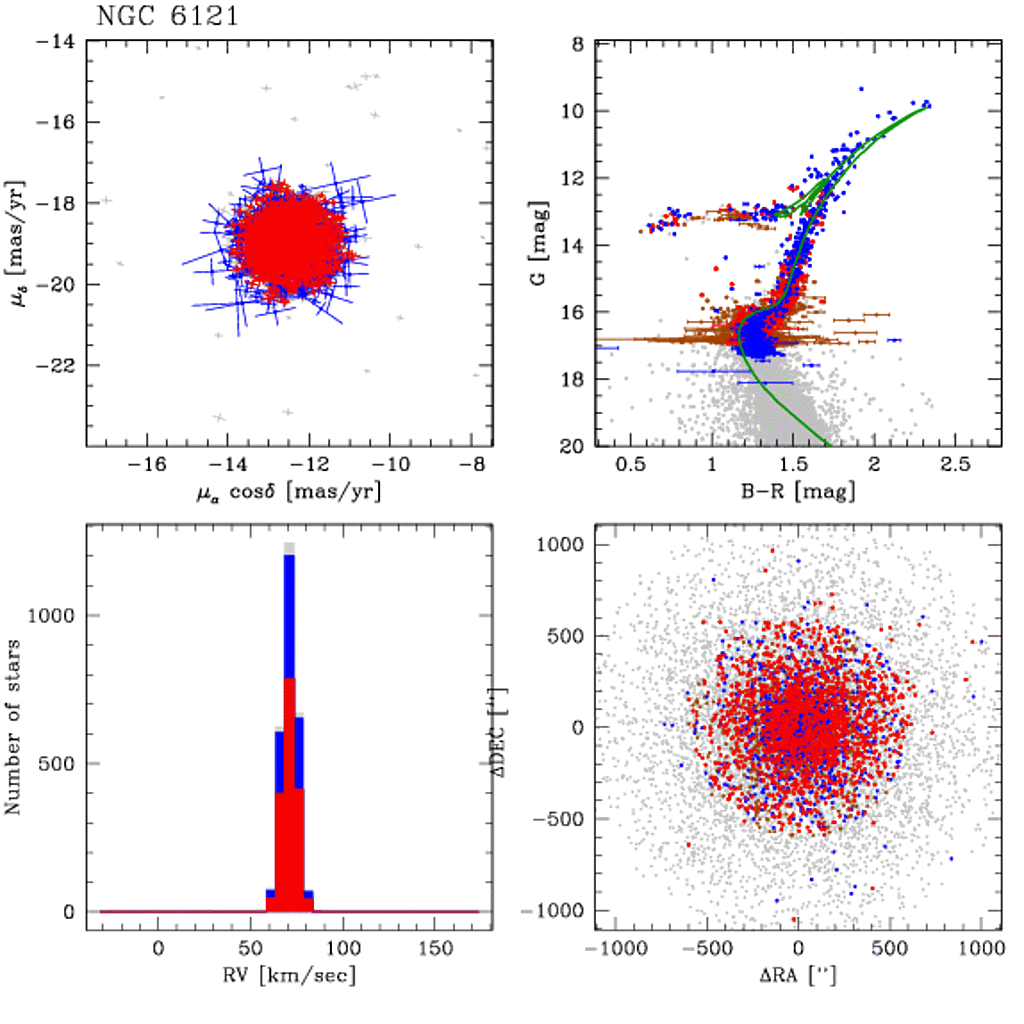 NGC 6121
−14
−16
−18
−20
−22
μδ [mas/yr]
−16 −14 −12 −10 −8
μα cosδ [mas/yr]
8
10
12
14
16
18
20
G [mag]
0.5 1 1.5 2 2.5
B−R [mag]
1000
500
0
Number of stars
0 50 100 150
RV [km/sec]
1000
500
0
−500
−1000
ΔDEC ["]
−1000 −500 0 500 1000
ΔRA ["]